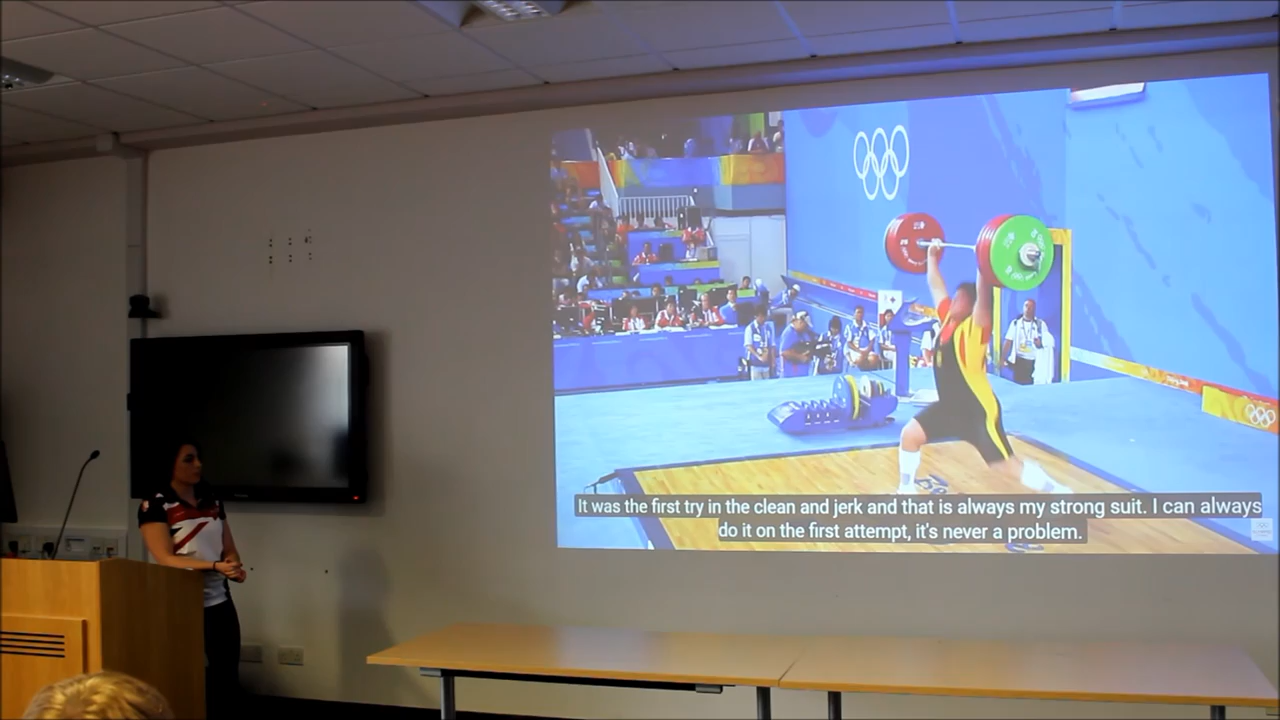 It was the first try in the clean and jerk and that is always my strong suit. I can always
do it on the first attempt, it's never a problem.